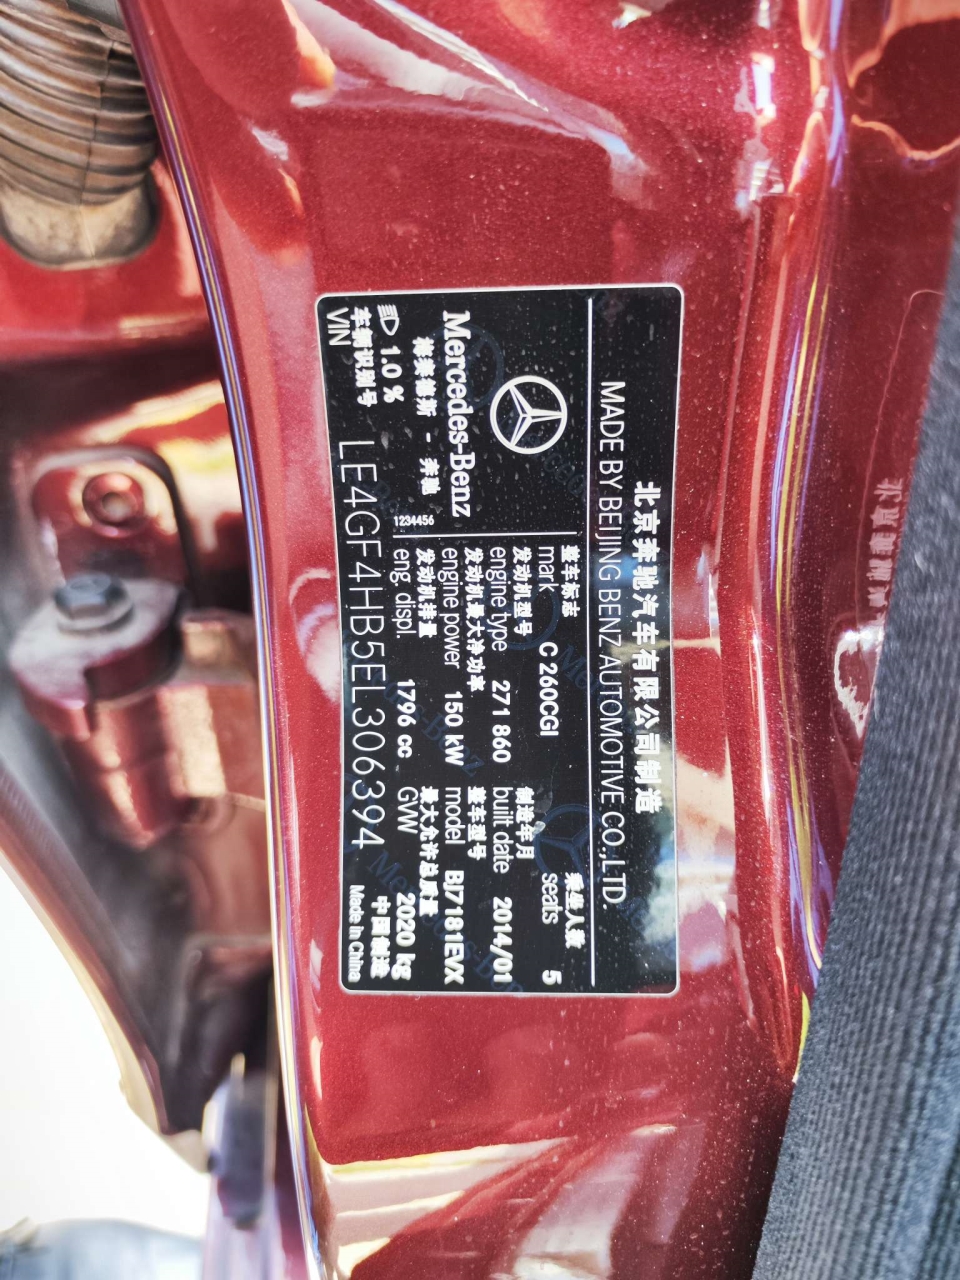 北京奔驰汽车有限公司制造
MADE BY BEIJING BENZ AUTOMOTIVE CO.,LTD.
Mercedes-Benz
梅赛德斯 - 奔驰
1234456
整车标志
mark C 260CGI
乘坐人数
seats 5
发动机型号
engine type 271 860
制造年月
built date 2014/01
发动机最大净功率
engine power 150 kW
整车型号
model BJ7181EVX
发动机排量
eng. displ. 1796 cc
最大允许总质量
GVW 2020 kg
1.0 %
车辆识别号
VIN LE4GF4HB5EL306394
中国制造
Made in China